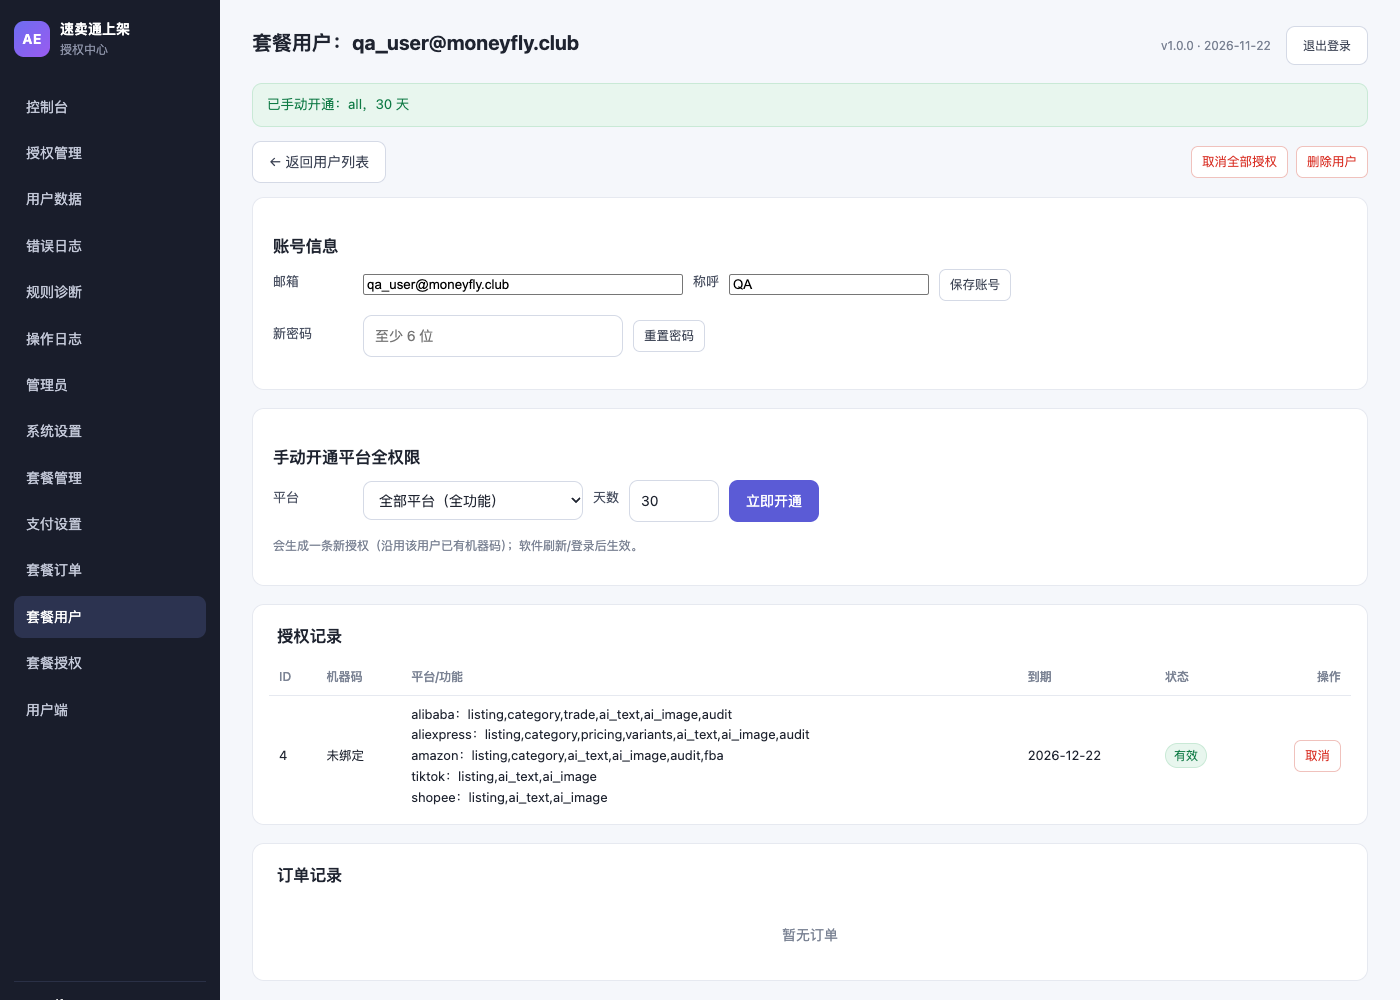 AE
速卖通上架
授权中心
控制台
授权管理
用户数据
错误日志
规则诊断
操作日志
管理员
系统设置
套餐管理
支付设置
套餐订单
套餐用户
套餐授权
用户端
套餐用户：qa_user@moneyfly.club
v1.0.0 · 2026-11-22
退出登录
已手动开通：all，30 天
← 返回用户列表
取消全部授权
删除用户
账号信息
邮箱 qa_user@moneyfly.club 称呼 QA 保存账号
新密码 至少 6 位 重置密码
手动开通平台全权限
平台 全部平台（全功能） 天数 30 立即开通
会生成一条新授权（沿用该用户已有机器码）；软件刷新/登录后生效。
授权记录
ID 机器码 平台/功能 到期 状态 操作
alibaba：listing,category,trade,ai_text,ai_image,audit
aliexpress：listing,category,pricing,variants,ai_text,ai_image,audit
4 未绑定 amazon：listing,category,ai_text,ai_image,audit,fba 2026-12-22 有效 取消
tiktok：listing,ai_text,ai_image
shopee：listing,ai_text,ai_image
订单记录
暂无订单